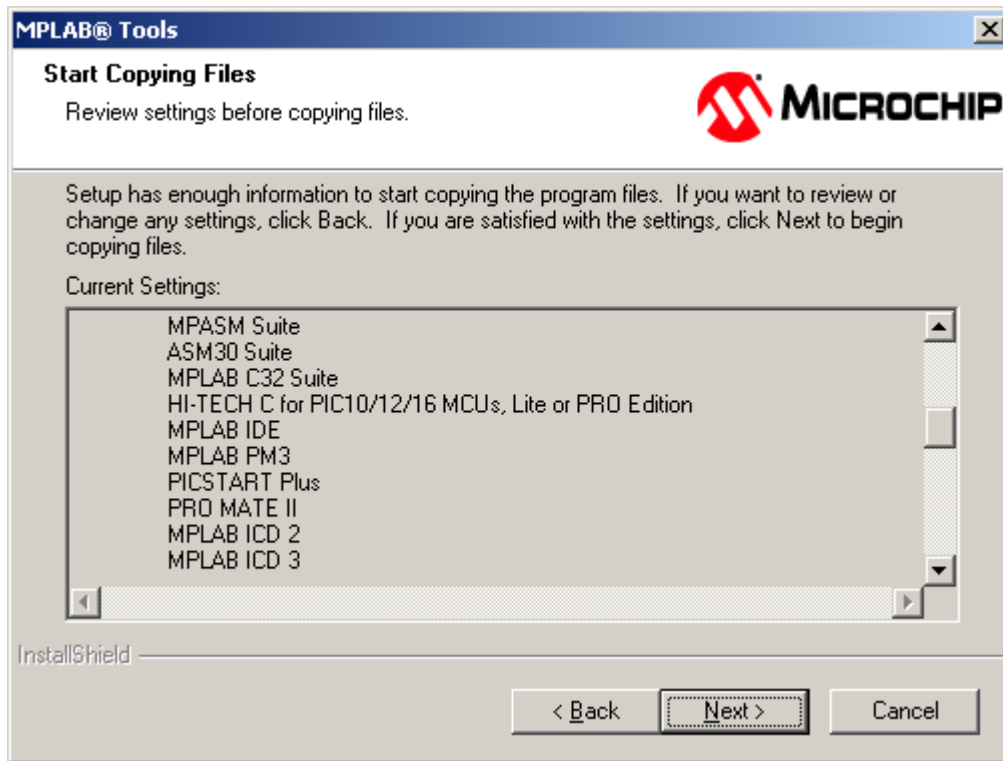 MPLAB® Tools
Start Copying Files
Review settings before copying files.
MICROCHIP
Setup has enough information to start copying the program files.  If you want to review or
change any settings, click Back.  If you are satisfied with the settings, click Next to begin
copying files.
Current Settings:
MPASM Suite
ASM30 Suite
MPLAB C32 Suite
HI-TECH C for PIC10/12/16 MCUs, Lite or PRO Edition
MPLAB IDE
MPLAB PM3
PICSTART Plus
PRO MATE II
MPLAB ICD 2
MPLAB ICD 3
InstallShield
< Back
Next >
Cancel